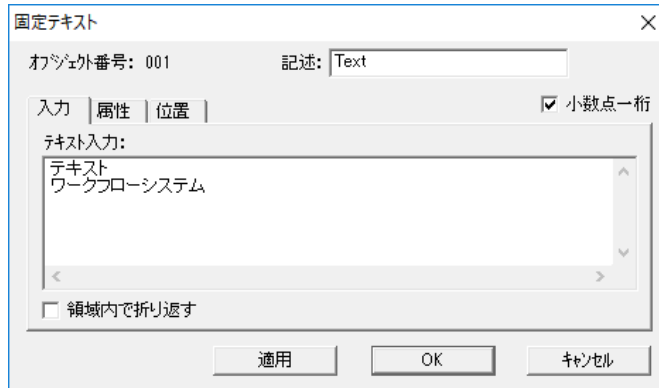 固定テキスト
ｵﾌﾞｼﾞｪｸﾄ番号: 001 記述: Text
入力 属性 位置 小数点一桁
ﾃｷｽﾄ入力:
テキスト
ワークフローシステム
領域内で折り返す
適用 OK ｷｬﾝｾﾙ